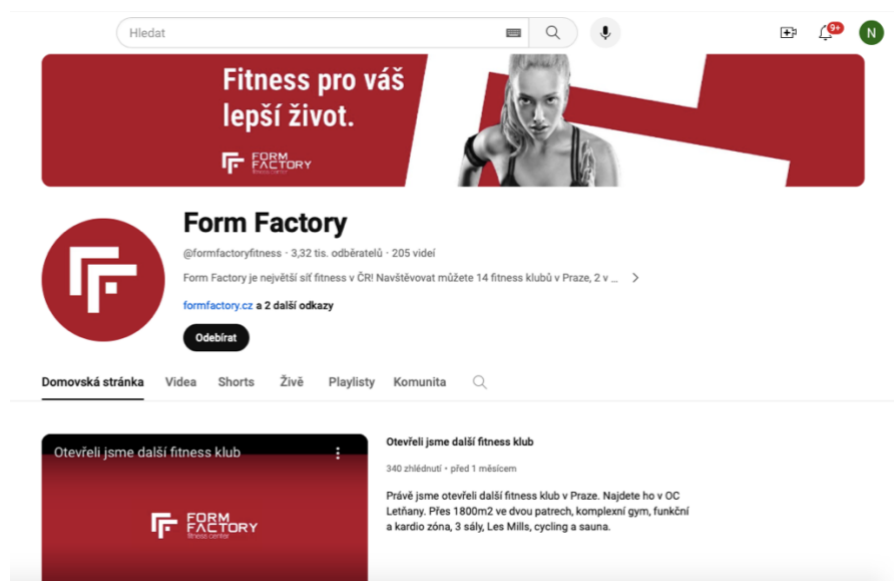 Hledat
9+
N
Fitness pro váš
lepší život.
FORM
FACTORY
fitness center
Form Factory
@formfactoryfitness · 3,32 tis. odběratelů · 205 videí
Form Factory je největší síť fitness v ČR! Navštěvovat můžete 14 fitness klubů v Praze, 2 v ...
formfactory.cz a 2 další odkazy
Odebírat
Domovská stránka Videa Shorts Živě Playlisty Komunita
Otevřeli jsme další fitness klub
FORM
FACTORY
fitness center
Otevřeli jsme další fitness klub
340 zhlédnutí • před 1 měsícem
Právě jsme otevřeli další fitness klub v Praze. Najdete ho v OC
Letňany. Přes 1800m2 ve dvou patrech, komplexní gym, funkční
a kardio zóna, 3 sály, Les Mills, cycling a sauna.